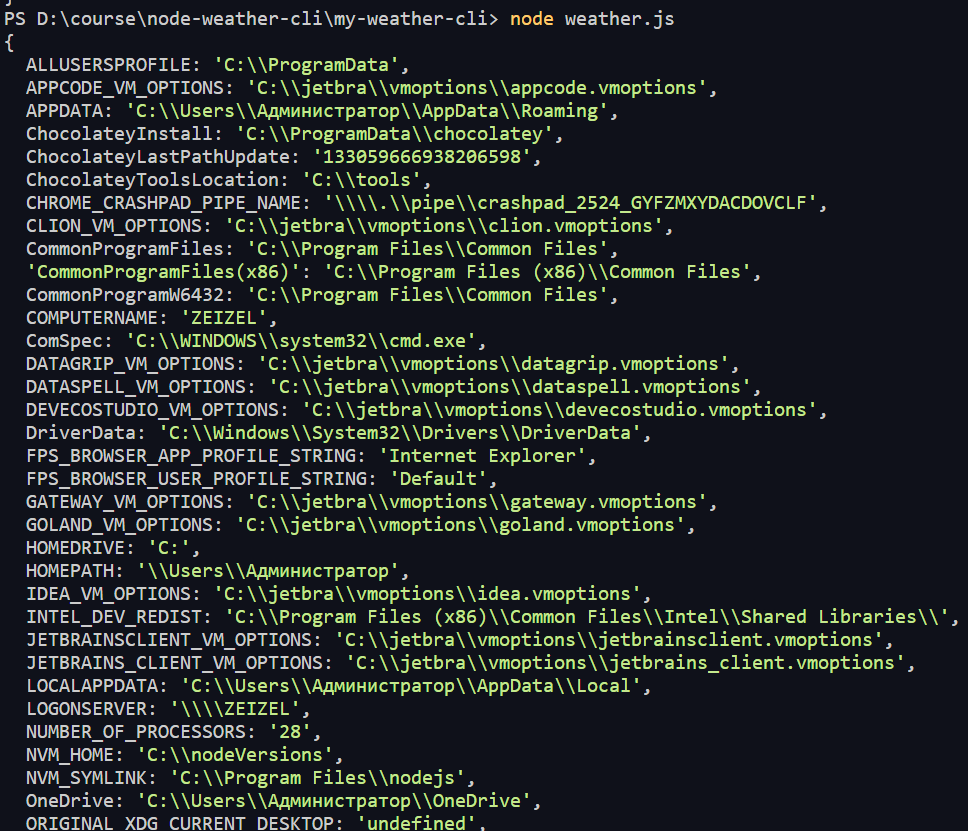 PS D:\course\node-weather-cli\my-weather-cli> node weather.js
{
ALLUSERSPROFILE: 'C:\\ProgramData',
APPCODE_VM_OPTIONS: 'C:\\jetbra\\vmoptions\\appcode.vmoptions',
APPDATA: 'C:\\Users\\Администратор\\AppData\\Roaming',
ChocolateyInstall: 'C:\\ProgramData\\chocolatey',
ChocolateyLastPathUpdate: '133059666938206598',
ChocolateyToolsLocation: 'C:\\tools',
CHROME_CRASHPAD_PIPE_NAME: '\\\\.\\pipe\\crashpad_2524_GYFZMXYDACDOVCLF',
CLION_VM_OPTIONS: 'C:\\jetbra\\vmoptions\\clion.vmoptions',
CommonProgramFiles: 'C:\\Program Files\\Common Files',
'CommonProgramFiles(x86)': 'C:\\Program Files (x86)\\Common Files',
CommonProgramW6432: 'C:\\Program Files\\Common Files',
COMPUTERNAME: 'ZEIZEL',
ComSpec: 'C:\\WINDOWS\\system32\\cmd.exe',
DATAGRIP_VM_OPTIONS: 'C:\\jetbra\\vmoptions\\datagrip.vmoptions',
DATASPELL_VM_OPTIONS: 'C:\\jetbra\\vmoptions\\dataspell.vmoptions',
DEVECOSTUDIO_VM_OPTIONS: 'C:\\jetbra\\vmoptions\\devecostudio.vmoptions',
DriverData: 'C:\\Windows\\System32\\Drivers\\DriverData',
FPS_BROWSER_APP_PROFILE_STRING: 'Internet Explorer',
FPS_BROWSER_USER_PROFILE_STRING: 'Default',
GATEWAY_VM_OPTIONS: 'C:\\jetbra\\vmoptions\\gateway.vmoptions',
GOLAND_VM_OPTIONS: 'C:\\jetbra\\vmoptions\\goland.vmoptions',
HOMEDRIVE: 'C:',
HOMEPATH: '\\Users\\Администратор',
IDEA_VM_OPTIONS: 'C:\\jetbra\\vmoptions\\idea.vmoptions',
INTEL_DEV_REDIST: 'C:\\Program Files (x86)\\Common Files\\Intel\\Shared Libraries\\',
JETBRAINSCLIENT_VM_OPTIONS: 'C:\\jetbra\\vmoptions\\jetbrainsclient.vmoptions',
JETBRAINS_CLIENT_VM_OPTIONS: 'C:\\jetbra\\vmoptions\\jetbrains_client.vmoptions',
LOCALAPPDATA: 'C:\\Users\\Администратор\\AppData\\Local',
LOGONSERVER: '\\\\ZEIZEL',
NUMBER_OF_PROCESSORS: '28',
NVM_HOME: 'C:\\nodeVersions',
NVM_SYMLINK: 'C:\\Program Files\\nodejs',
OneDrive: 'C:\\Users\\Администратор\\OneDrive',
ORIGINAL_XDG_CURRENT_DESKTOP: 'undefined',